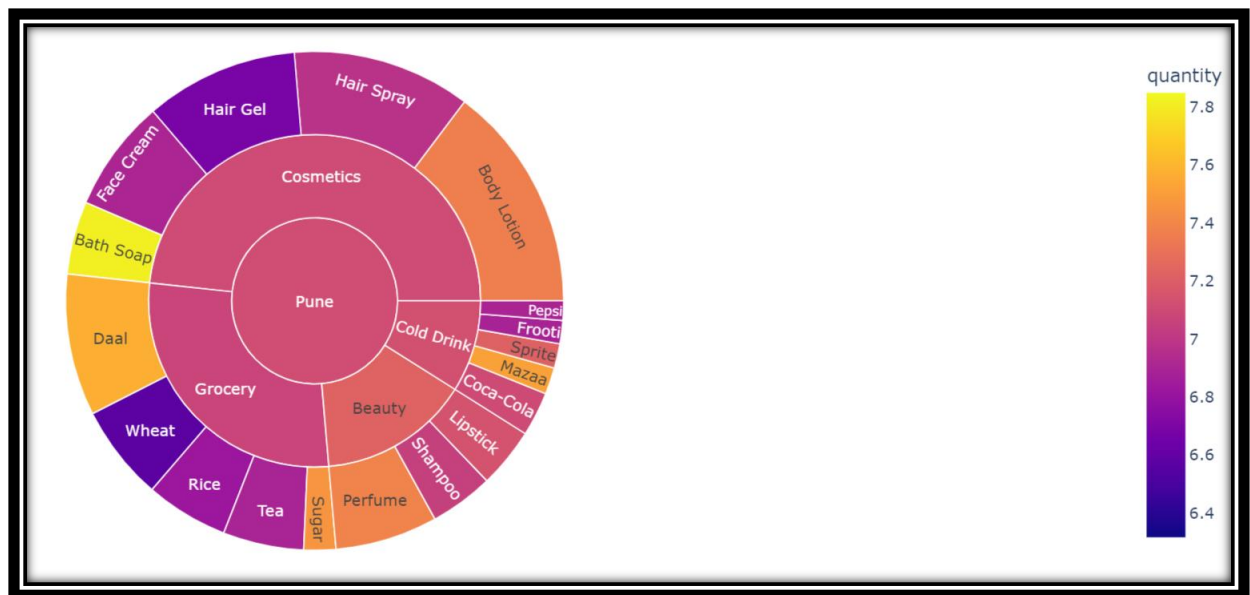 Hair Spray
Hair Gel
Face Cream
Bath Soap
Cosmetics
Body Lotion
Pune
Daal
Wheat
Rice
Tea
Sugar
Grocery
Beauty
Perfume
Shampoo
Lipstick
Cold Drink
Coca-Cola
Mazaa
Sprite
Frooti
Pepsi
quantity
7.8
7.6
7.4
7.2
7
6.8
6.6
6.4